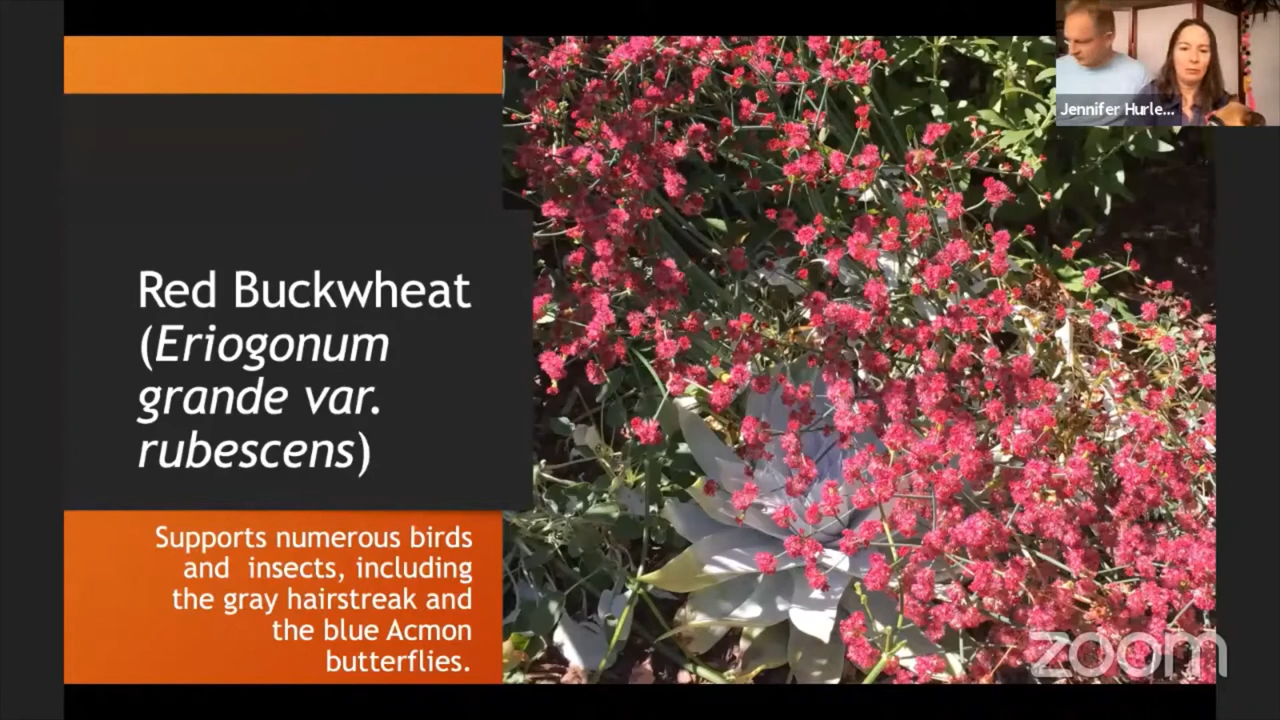 Jennifer Hurle...
Red Buckwheat
(Eriogonum
grande var.
rubescens)
Supports numerous birds
and insects, including
the gray hairstreak and
the blue Acmon
butterflies.
zoom